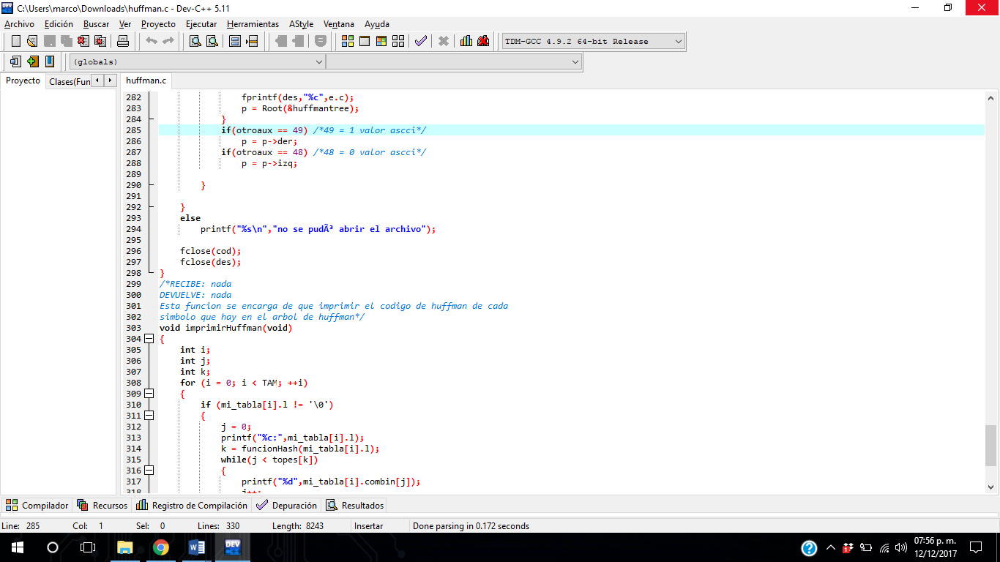 C:\Users\marco\Downloads\huffman.c - Dev-C++ 5.11
Archivo Edición Buscar Ver Proyecto Ejecutar Herramientas AStyle Ventana Ayuda
TDM-GCC 4.9.2 64-bit Release
(globals)
Proyecto Clases(Fun huffman.c
282 fprintf(des,"%c",e.c);
283 p = Root(&huffmantree);
284 }
285 if(otroaux == 49) /*49 = 1 valor ascci*/
286 p = p->der;
287 if(otroaux == 48) /*48 = 0 valor ascci*/
288 p = p->izq;
289
290 }
291
292 }
293 else
294 printf("%s\n","no se pudÃ³ abrir el archivo");
295
296 fclose(cod);
297 fclose(des);
298 }
299 /*RECIBE: nada
300 DEVUELVE: nada
301 Esta funcion se encarga de que imprimir el codigo de huffman de cada
302 simbolo que hay en el arbol de huffman*/
303 void imprimirHuffman(void)
304 {
305 int i;
306 int j;
307 int k;
308 for (i = 0; i < TAM; ++i)
309 {
310 if (mi_tabla[i].l != '\0')
311 {
312 j = 0;
313 printf("%c:",mi_tabla[i].l);
314 k = funcionHash(mi_tabla[i].l);
315 while(j < topes[k])
316 {
317 printf("%d",mi_tabla[i].combin[j]);
318 j++;
Compilador Recursos Registro de Compilación Depuración Resultados
Line: 285 Col: 1 Sel: 0 Lines: 330 Length: 8243 Insertar Done parsing in 0.172 seconds
DEV
07:56 p. m.
12/12/2017